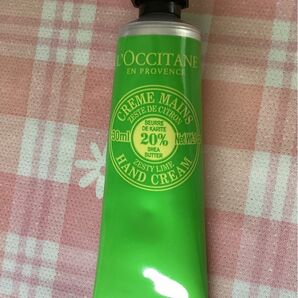 L'OCCITANE
EN PROVENCE
CREME MAINS
ZESTE DE CITRON
30ml
BEURRE
DE KARITE
20%
SHEA
BUTTER
ZESTY LIME
HAND CREAM